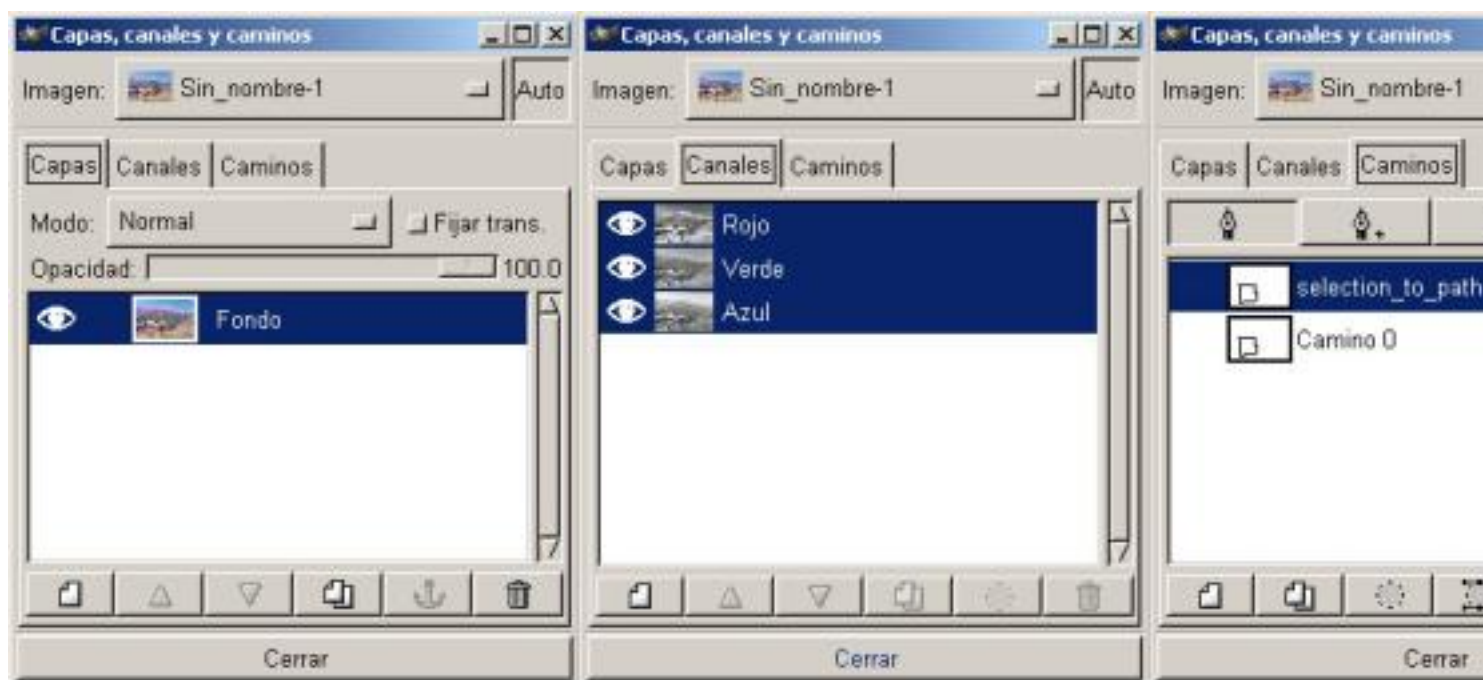 Capas, canales y caminos
Imagen: Sin_nombre-1 Auto
Capas Canales Caminos
Modo: Normal Fijar trans.
Opacidad: 100.0
Fondo
Cerrar
Capas, canales y caminos
Imagen: Sin_nombre-1 Auto
Capas Canales Caminos
Rojo
Verde
Azul
Cerrar
Capas, canales y caminos
Imagen: Sin_nombre-1
Capas Canales Caminos
selection_to_path
Camino 0
Cerrar